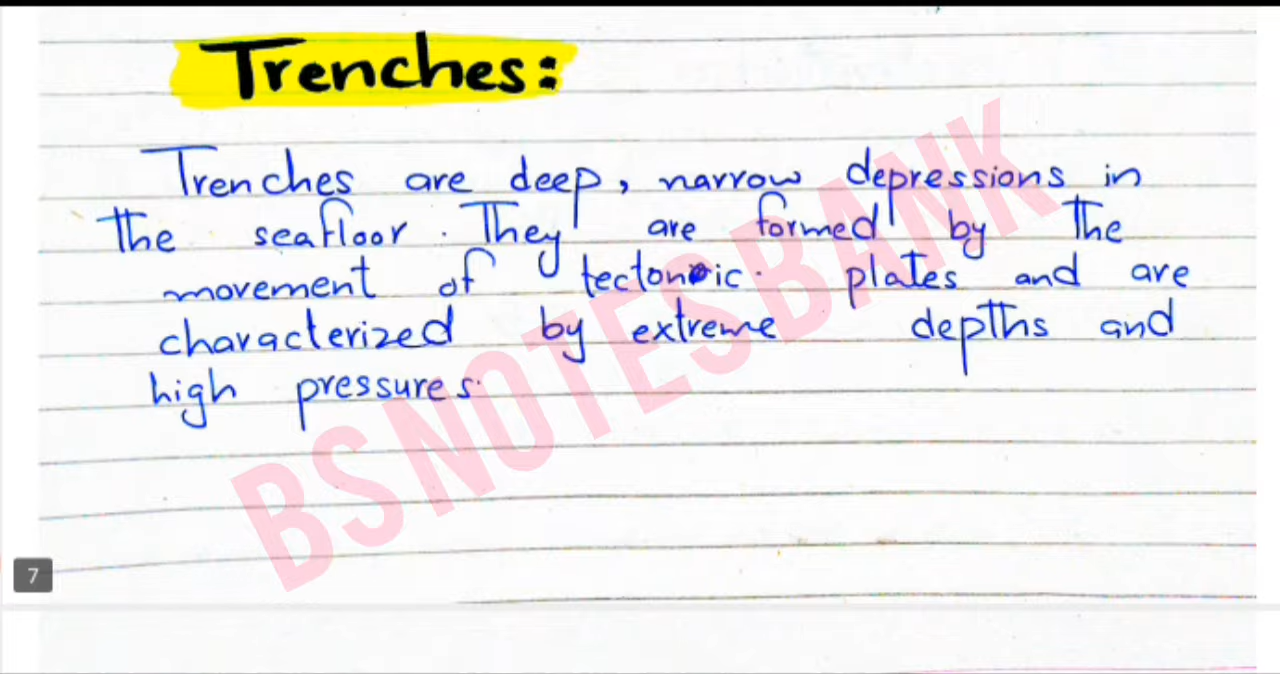 Trenches:
Trenches are deep, narrow depressions in
the seafloor. They are formed by the
movement of tectonic plates and are
characterized by extreme depths and
high pressures.
BSNOTESBANK
7